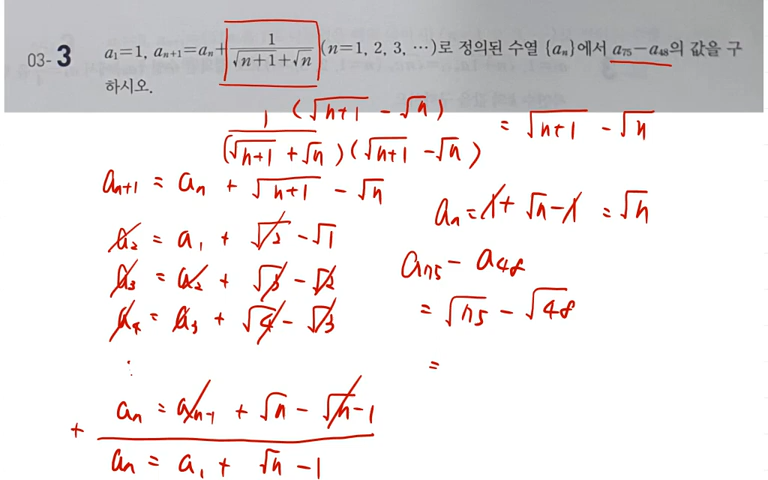 03-3 a₁=1, aₙ₊₁=aₙ+1/(√n+1+√n) (n=1, 2, 3, ⋯)로 정의된 수열 {aₙ}에서 a₇₅-a₄₈의 값을 구
하시오.
1 (√n+1 - √n) / (√n+1 + √n)(√n+1 - √n) = √n+1 - √n
aₙ₊₁ = aₙ + √n+1 - √n
a₂ = a₁ + √2 - √1
a₃ = a₂ + √3 - √2
a₄ = a₃ + √4 - √3
⋮
+ aₙ = aₙ₋₁ + √n - √n-1
aₙ = a₁ + √n - 1
aₙ = 1 + √n - 1 = √n
a₇₅ - a₄₈
= √75 - √48
=